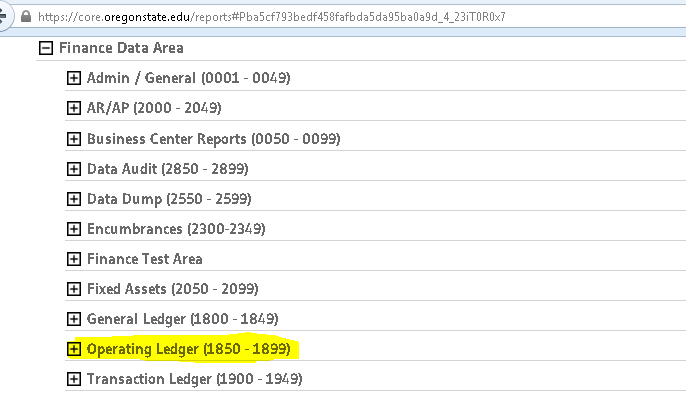 https://core.oregonstate.edu/reports#Pba5cf793bedf458fafbda5da95ba0a9d_4_23iT0R0x7
Finance Data Area
Admin / General (0001 - 0049)
AR/AP (2000 - 2049)
Business Center Reports (0050 - 0099)
Data Audit (2850 - 2899)
Data Dump (2550 - 2599)
Encumbrances (2300-2349)
Finance Test Area
Fixed Assets (2050 - 2099)
General Ledger (1800 - 1849)
Operating Ledger (1850 - 1899)
Transaction Ledger (1900 - 1949)